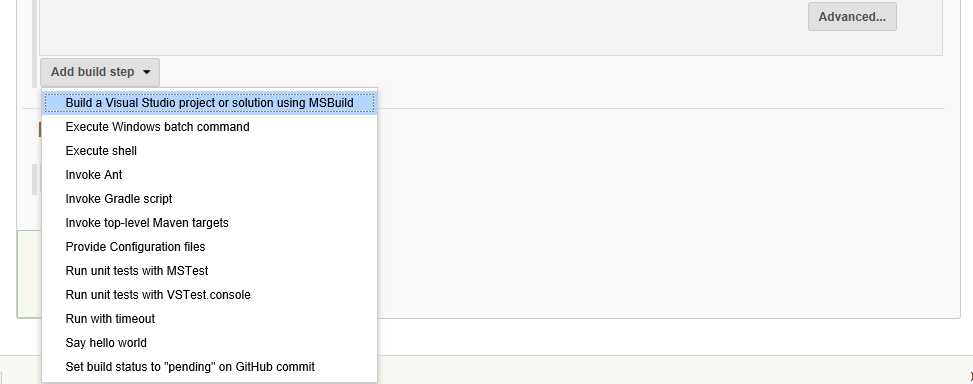 Advanced...
Add build step
Build a Visual Studio project or solution using MSBuild
Execute Windows batch command
Execute shell
Invoke Ant
Invoke Gradle script
Invoke top-level Maven targets
Provide Configuration files
Run unit tests with MSTest
Run unit tests with VSTest.console
Run with timeout
Say hello world
Set build status to "pending" on GitHub commit